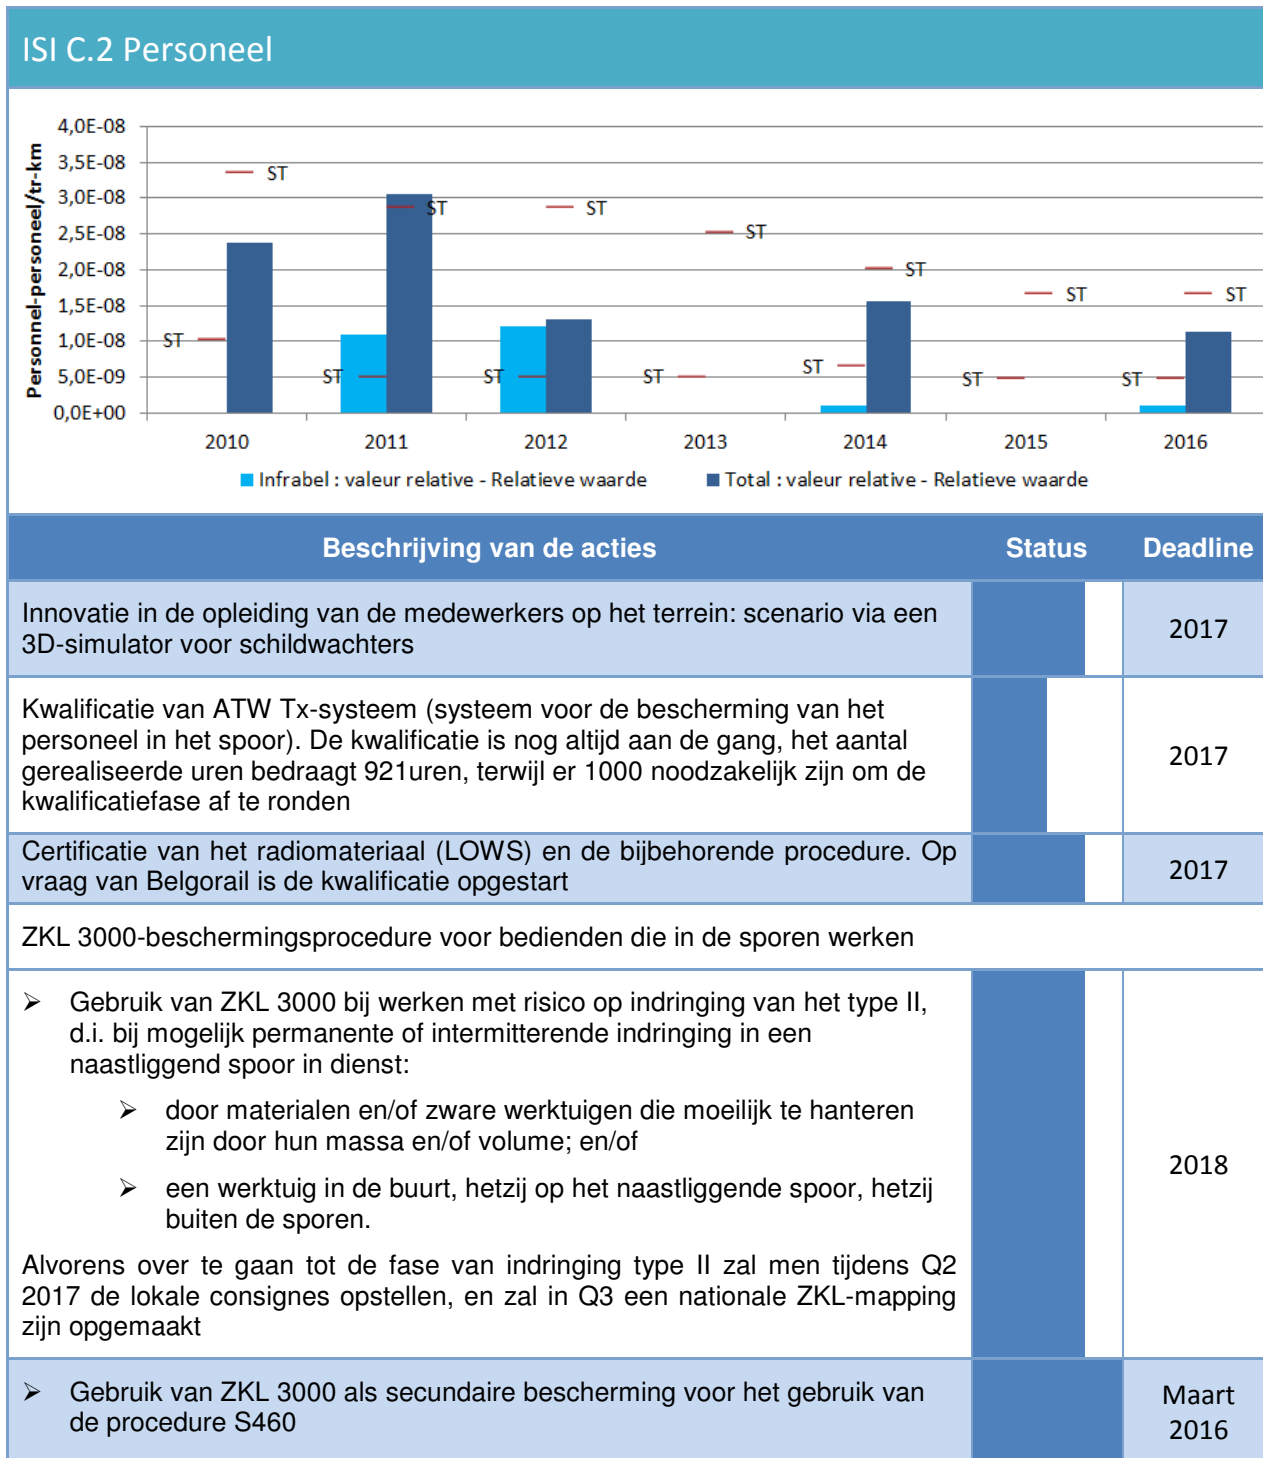 ISI C.2 Personeel
Personnel-personeel/tr-km
4,0E-08
3,5E-08
3,0E-08
2,5E-08
2,0E-08
1,5E-08
1,0E-08
5,0E-09
0,0E+00
ST
ST
ST
ST
ST
ST
ST
ST
ST
ST
ST
ST
ST
ST
2010
2011
2012
2013
2014
2015
2016
Infrabel : valeur relative - Relatieve waarde
Total : valeur relative - Relatieve waarde
Beschrijving van de acties
Status
Deadline
Innovatie in de opleiding van de medewerkers op het terrein: scenario via een
3D-simulator voor schildwachters
2017
Kwalificatie van ATW Tx-systeem (systeem voor de bescherming van het
personeel in het spoor). De kwalificatie is nog altijd aan de gang, het aantal
gerealiseerde uren bedraagt 921uren, terwijl er 1000 noodzakelijk zijn om de
kwalificatiefase af te ronden
2017
Certificatie van het radiomateriaal (LOWS) en de bijbehorende procedure. Op
vraag van Belgorail is de kwalificatie opgestart
2017
ZKL 3000-beschermingsprocedure voor bedienden die in de sporen werken
➢ Gebruik van ZKL 3000 bij werken met risico op indringing van het type II,
d.i. bij mogelijk permanente of intermitterende indringing in een
naastliggend spoor in dienst:
➢ door materialen en/of zware werktuigen die moeilijk te hanteren
zijn door hun massa en/of volume; en/of
➢ een werktuig in de buurt, hetzij op het naastliggende spoor, hetzij
buiten de sporen.
Alvorens over te gaan tot de fase van indringing type II zal men tijdens Q2
2017 de lokale consignes opstellen, en zal in Q3 een nationale ZKL-mapping
zijn opgemaakt
2018
➢ Gebruik van ZKL 3000 als secundaire bescherming voor het gebruik van
de procedure S460
Maart
2016